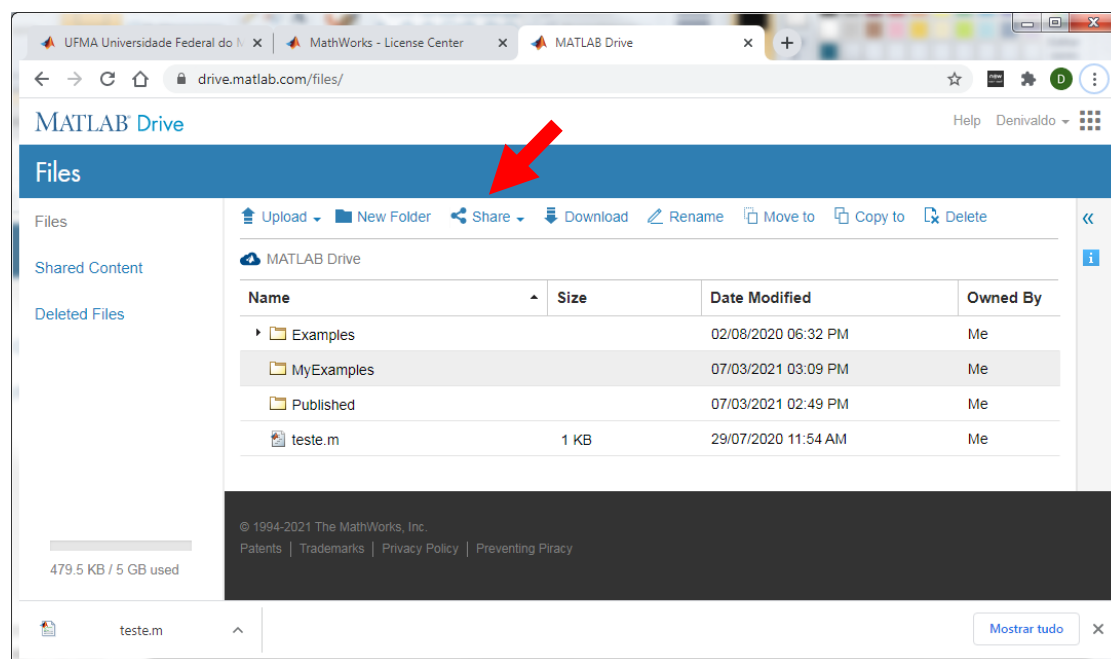 UFMA Universidade Federal do M
MathWorks - License Center
MATLAB Drive
drive.matlab.com/files/
new
D
MATLAB® Drive
Help Denivaldo
Files
Files
Shared Content
Deleted Files
Upload New Folder Share Download Rename Move to Copy to Delete
MATLAB Drive
Name Size Date Modified Owned By
Examples 02/08/2020 06:32 PM Me
MyExamples 07/03/2021 03:09 PM Me
Published 07/03/2021 02:49 PM Me
teste.m 1 KB 29/07/2020 11:54 AM Me
© 1994-2021 The MathWorks, Inc.
Patents | Trademarks | Privacy Policy | Preventing Piracy
479.5 KB / 5 GB used
teste.m
Mostrar tudo